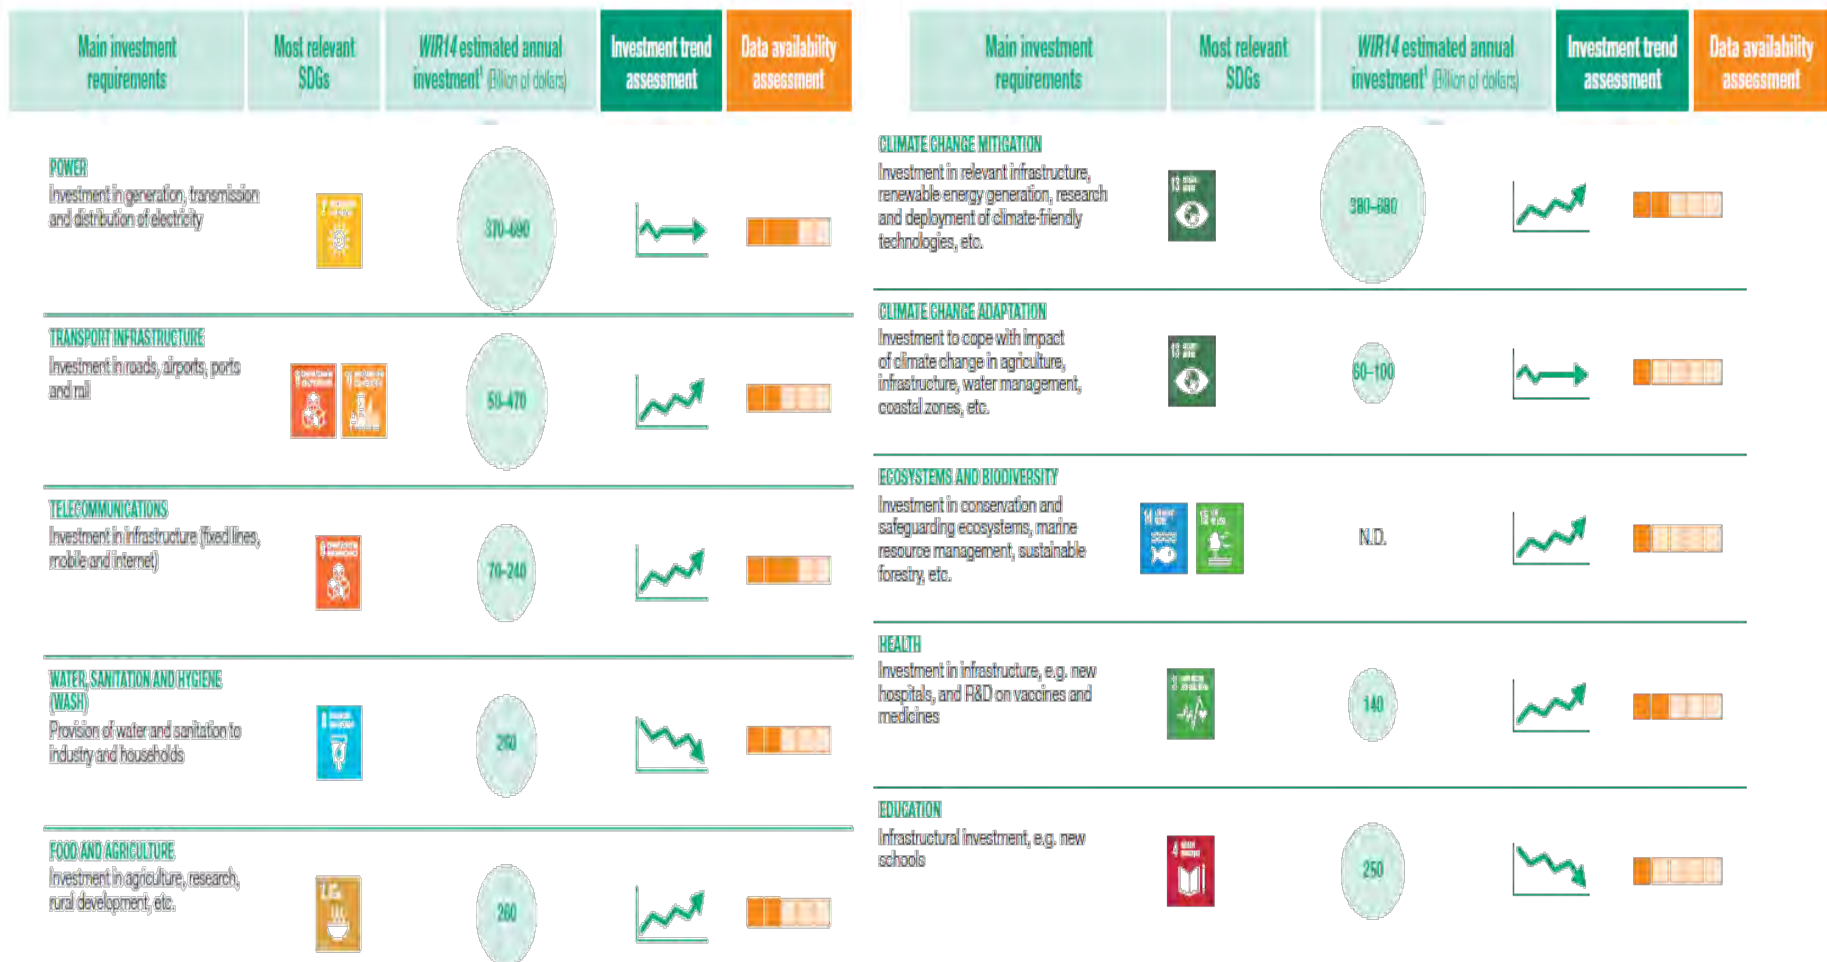 Main investment
requirements
Most relevant
SDGs
WIR14 estimated annual
investment¹ (Billion of dollars)
Investment trend
assessment
Data availability
assessment
POWER
Investment in generation, transmission
and distribution of electricity
7
370–690
TRANSPORT INFRASTRUCTURE
Investment in roads, airports, ports
and rail
50–470
TELECOMMUNICATIONS
Investment in infrastructure (fixed lines,
mobile and internet)
70–240
WATER, SANITATION AND HYGIENE
(WASH)
Provision of water and sanitation to
industry and households
260
FOOD AND AGRICULTURE
Investment in agriculture, research,
rural development, etc.
260
Main investment
requirements
Most relevant
SDGs
WIR14 estimated annual
investment¹ (Billion of dollars)
Investment trend
assessment
Data availability
assessment
CLIMATE CHANGE MITIGATION
Investment in relevant infrastructure,
renewable energy generation, research
and deployment of climate-friendly
technologies, etc.
13
380–680
CLIMATE CHANGE ADAPTATION
Investment to cope with impact
of climate change in agriculture,
infrastructure, water management,
coastal zones, etc.
13
60–100
ECOSYSTEMS AND BIODIVERSITY
Investment in conservation and
safeguarding ecosystems, marine
resource management, sustainable
forestry, etc.
14
15
N.D.
HEALTH
Investment in infrastructure, e.g. new
hospitals, and R&D on vaccines and
medicines
3
140
EDUCATION
Infrastructural investment, e.g. new
schools
4
250